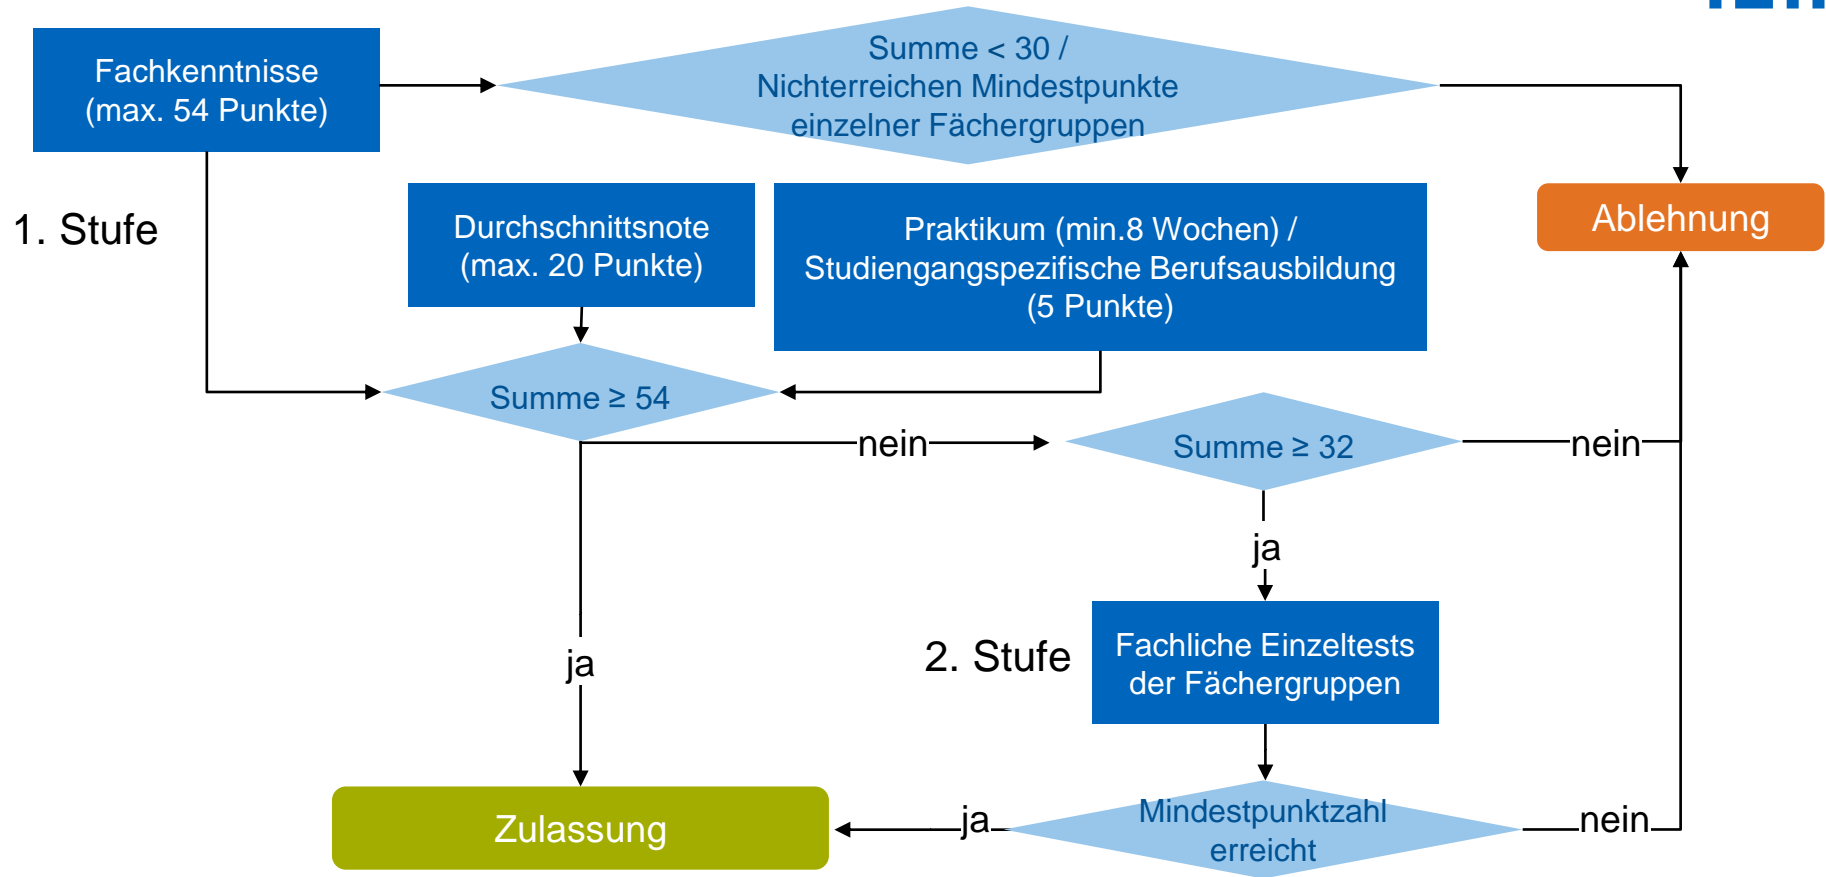 Fachkenntnisse
(max. 54 Punkte)
Summe < 30 /
Nichterreichen Mindestpunkte
einzelner Fächergruppen
1. Stufe
Durchschnittsnote
(max. 20 Punkte)
Praktikum (min.8 Wochen) /
Studiengangspezifische Berufsausbildung
(5 Punkte)
Ablehnung
Summe ≥ 54
nein
Summe ≥ 32
nein
ja
ja
2. Stufe
Fachliche Einzeltests
der Fächergruppen
Zulassung
ja
Mindestpunktzahl
erreicht
nein